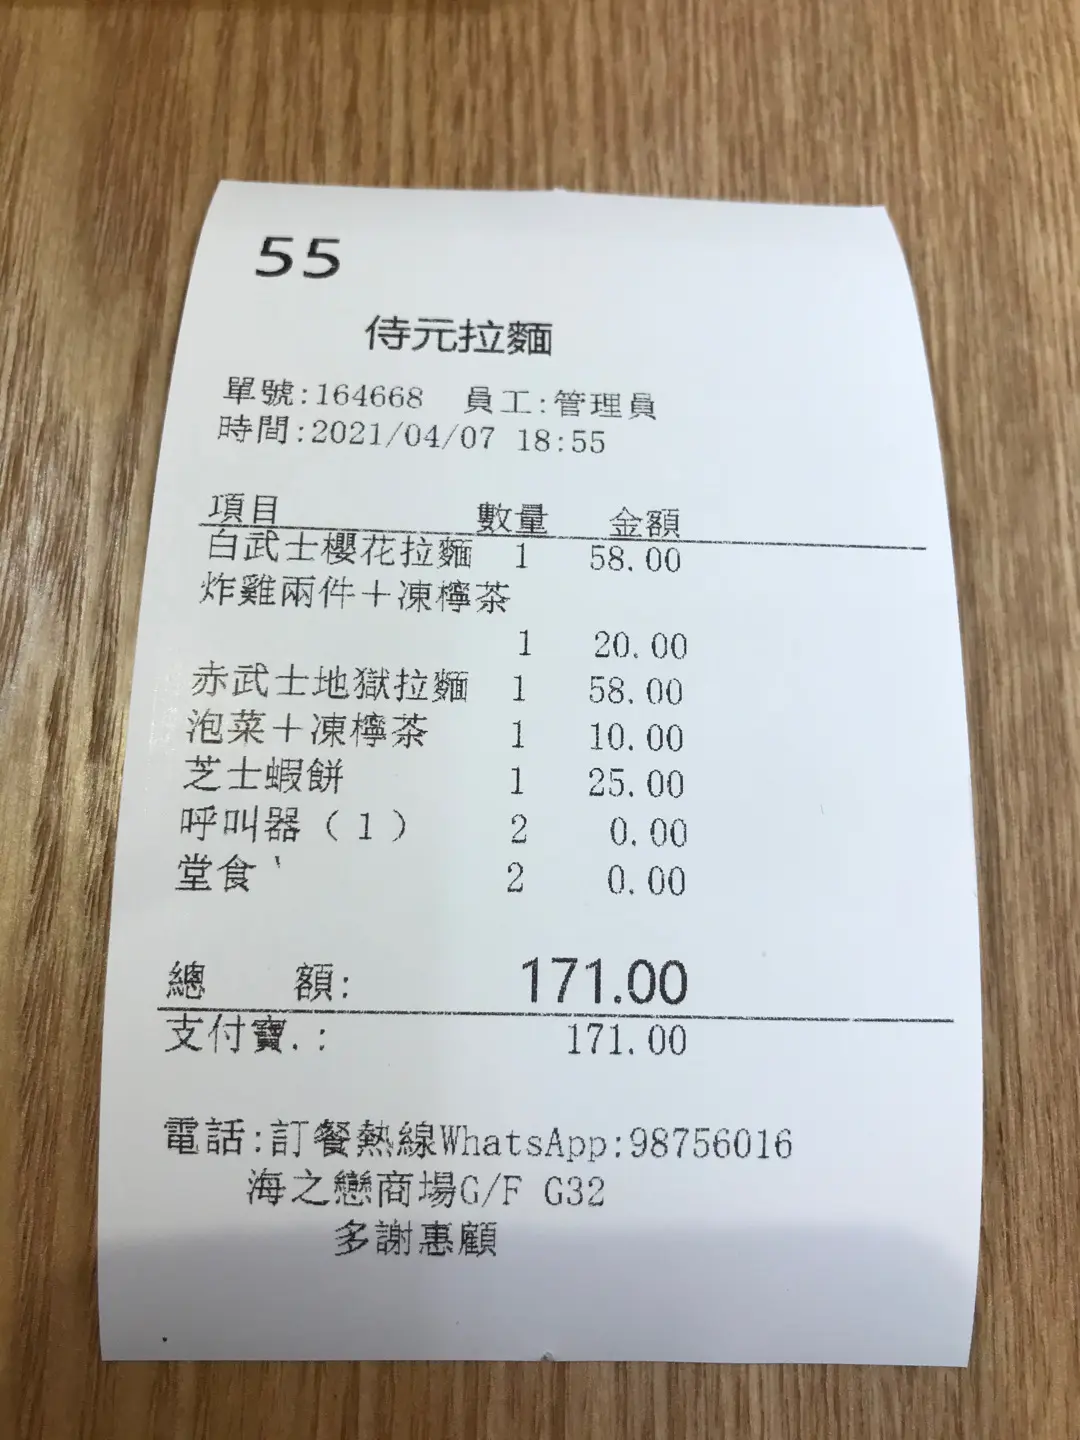 55
侍元拉麵
單號:164668 員工:管理員
時間:2021/04/07 18:55
項目 數量 金額
白武士櫻花拉麵 1 58.00
炸雞兩件+凍檸茶
1 20.00
赤武士地獄拉麵 1 58.00
泡菜+凍檸茶 1 10.00
芝士蝦餅 1 25.00
呼叫器(1) 2 0.00
堂食、 2 0.00
總 額: 171.00
支付寶.: 171.00
電話:訂餐熱線WhatsApp:98756016
海之戀商場G/F G32
多謝惠顧